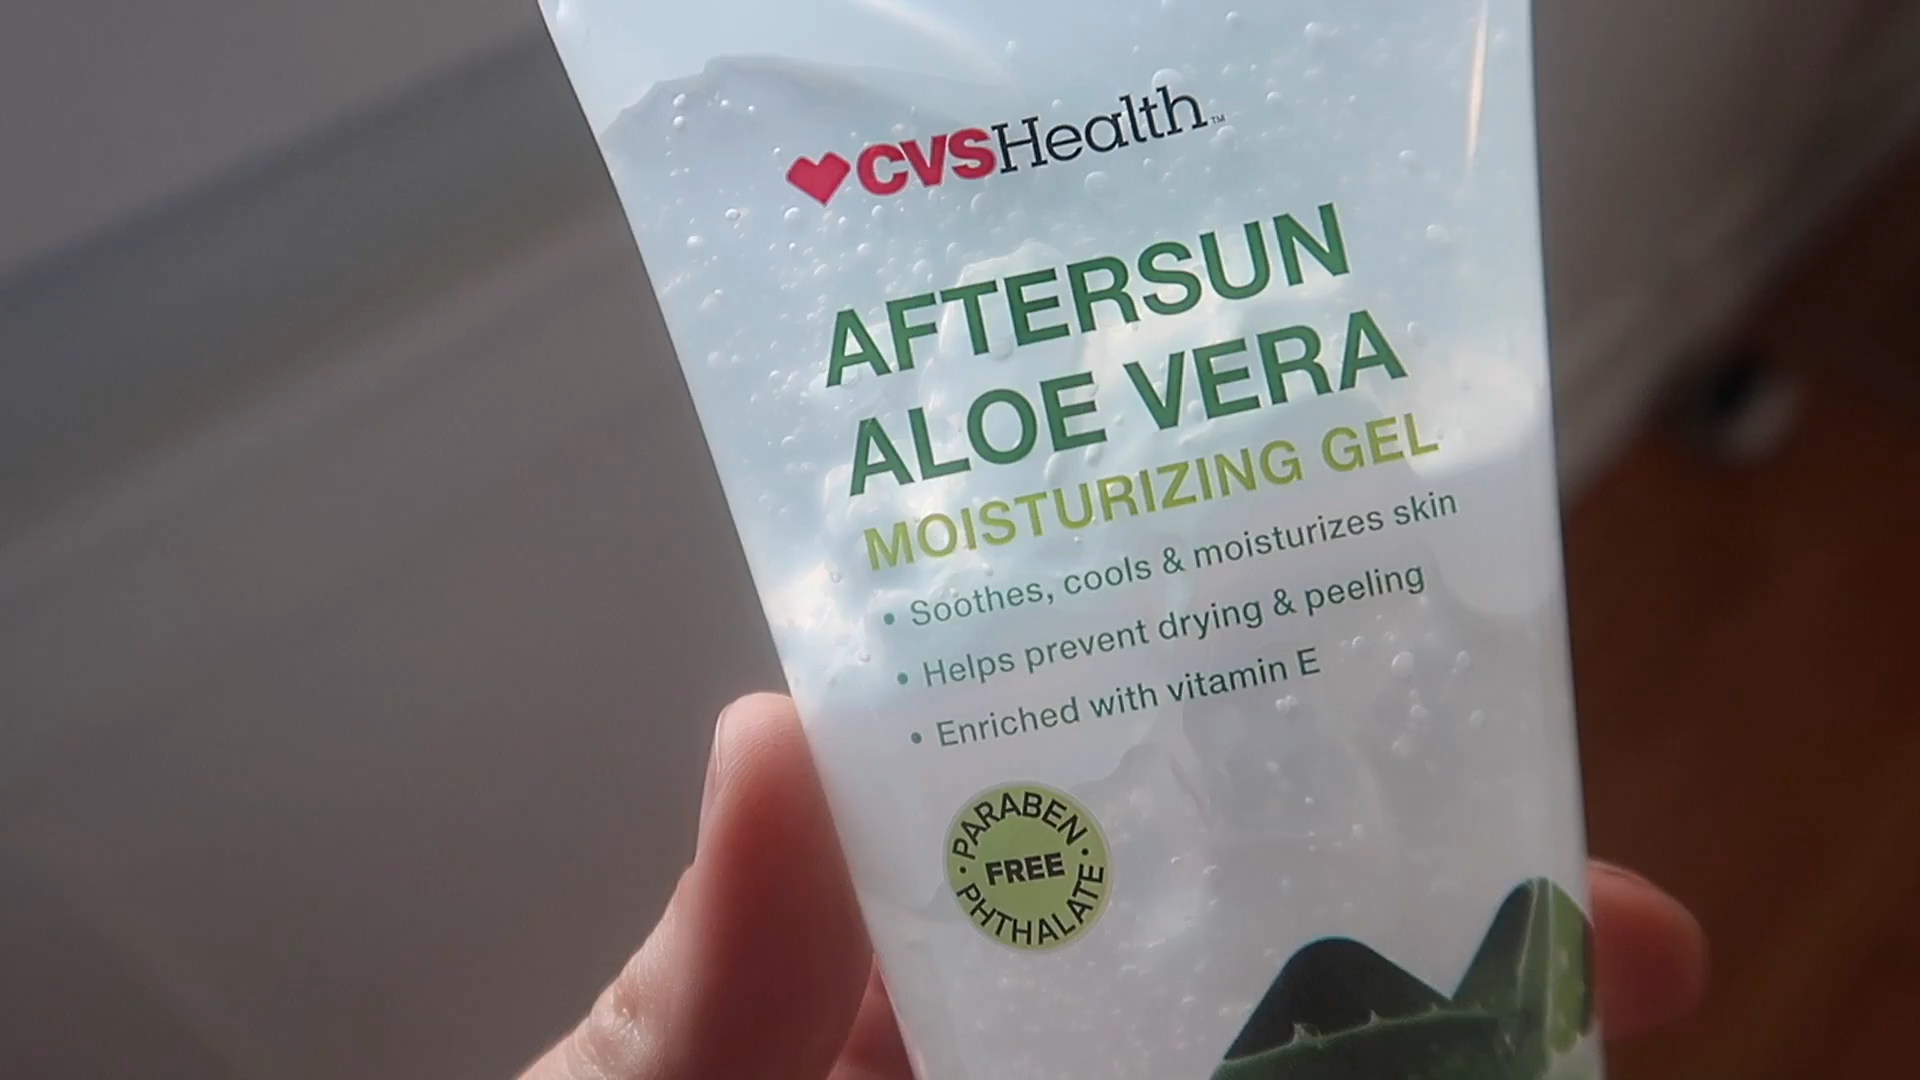 CVSHealth™
AFTERSUN
ALOE VERA
MOISTURIZING GEL
• Soothes, cools & moisturizes skin
• Helps prevent drying & peeling
• Enriched with vitamin E
PARABEN
FREE
PHTHALATE